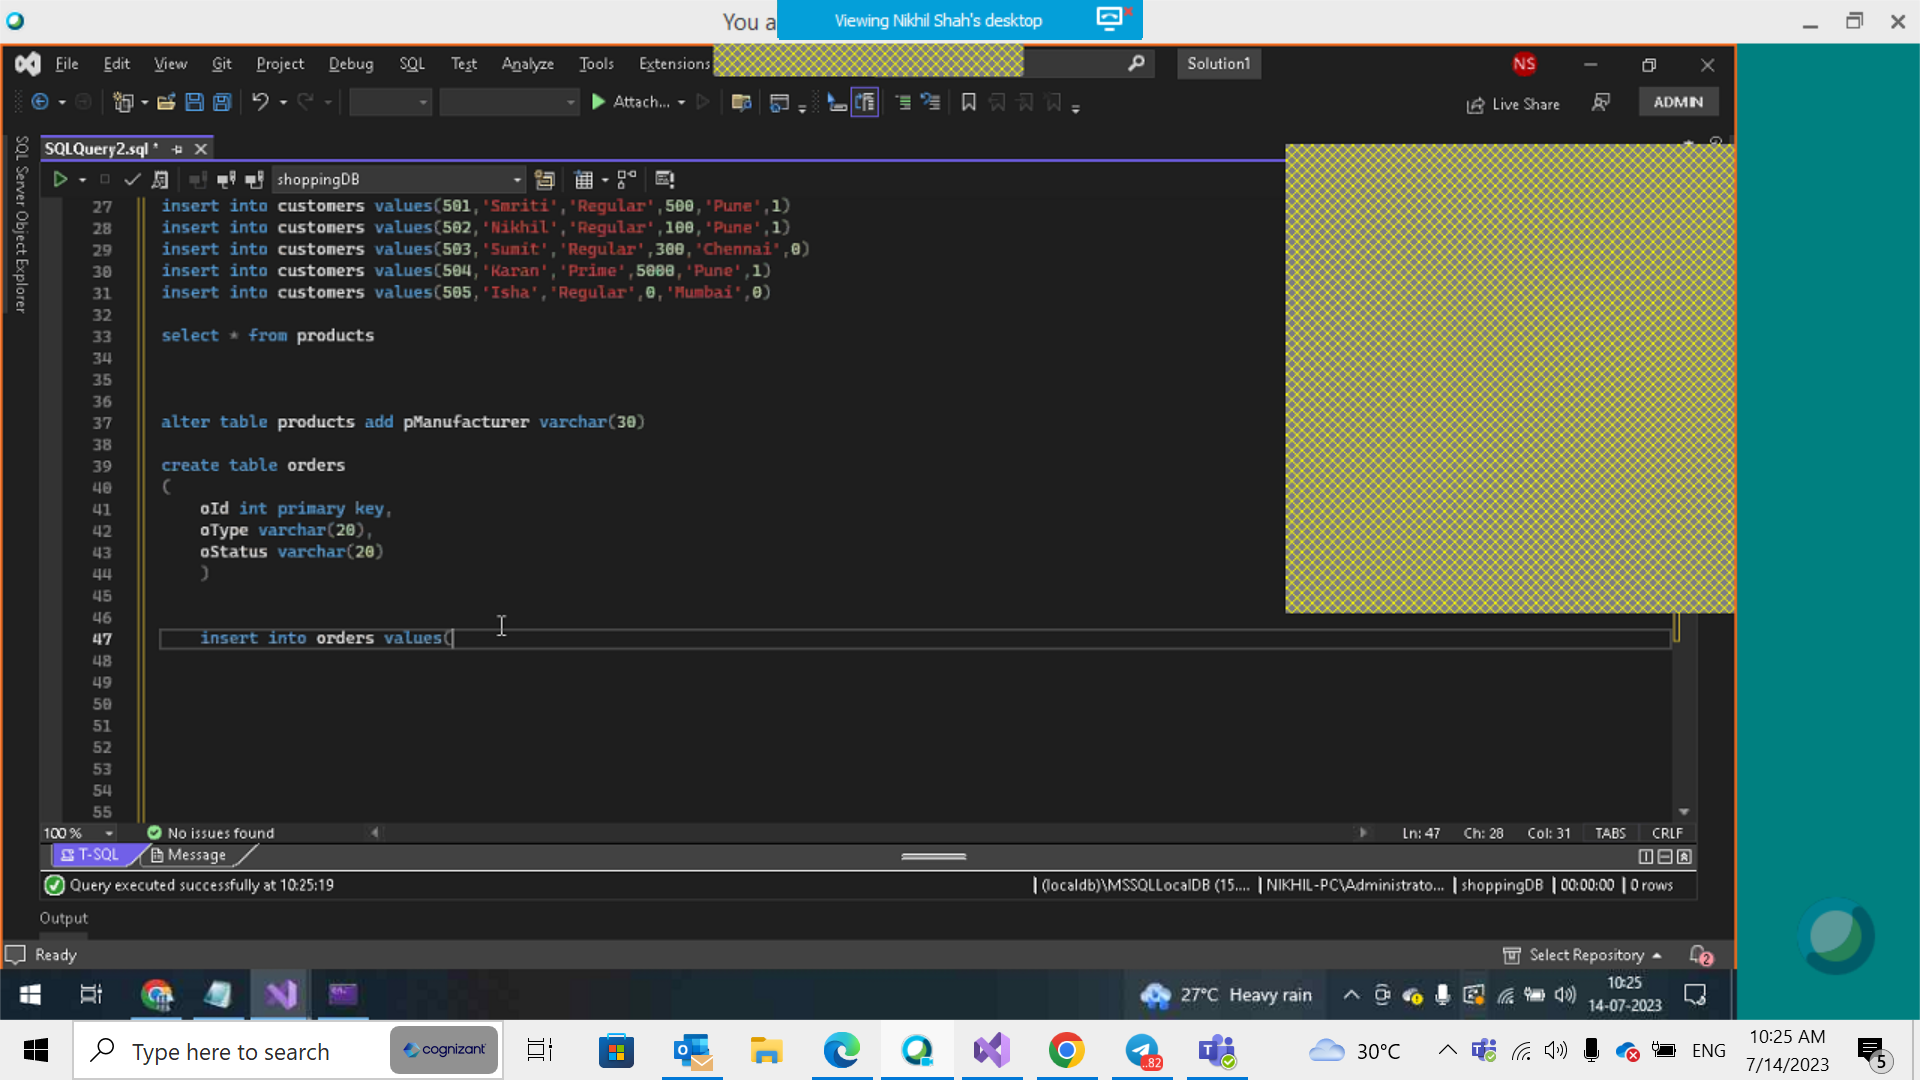 You a
Viewing Nikhil Shah's desktop
File Edit View Git Project Debug SQL Test Analyze Tools Extensions
Solution1
NS
Attach...
Live Share
ADMIN
SQL Server Object Explorer
SQLQuery2.sql *
shoppingDB
27 insert into customers values(501,'Smriti','Regular',500,'Pune',1)
28 insert into customers values(502,'Nikhil','Regular',100,'Pune',1)
29 insert into customers values(503,'Sumit','Regular',300,'Chennai',0)
30 insert into customers values(504,'Karan','Prime',5000,'Pune',1)
31 insert into customers values(505,'Isha','Regular',0,'Mumbai',0)
32
33 select * from products
34
35
36
37 alter table products add pManufacturer varchar(30)
38
39 create table orders
40 (
41 oId int primary key,
42 oType varchar(20),
43 oStatus varchar(20)
44 )
45
46
47 insert into orders values(
48
49
50
51
52
53
54
55
100 %
No issues found
Ln: 47 Ch: 28 Col: 31 TABS CRLF
T-SQL
Message
Query executed successfully at 10:25:19
(localdb)\MSSQLLocalDB (15.... NIKHIL-PC\Administrato... shoppingDB 00:00:00 0 rows
Output
Ready
Select Repository
2
27°C Heavy rain
10:25
14-07-2023
Type here to search
cognizant
..82
30°C
ENG
10:25 AM
7/14/2023
5